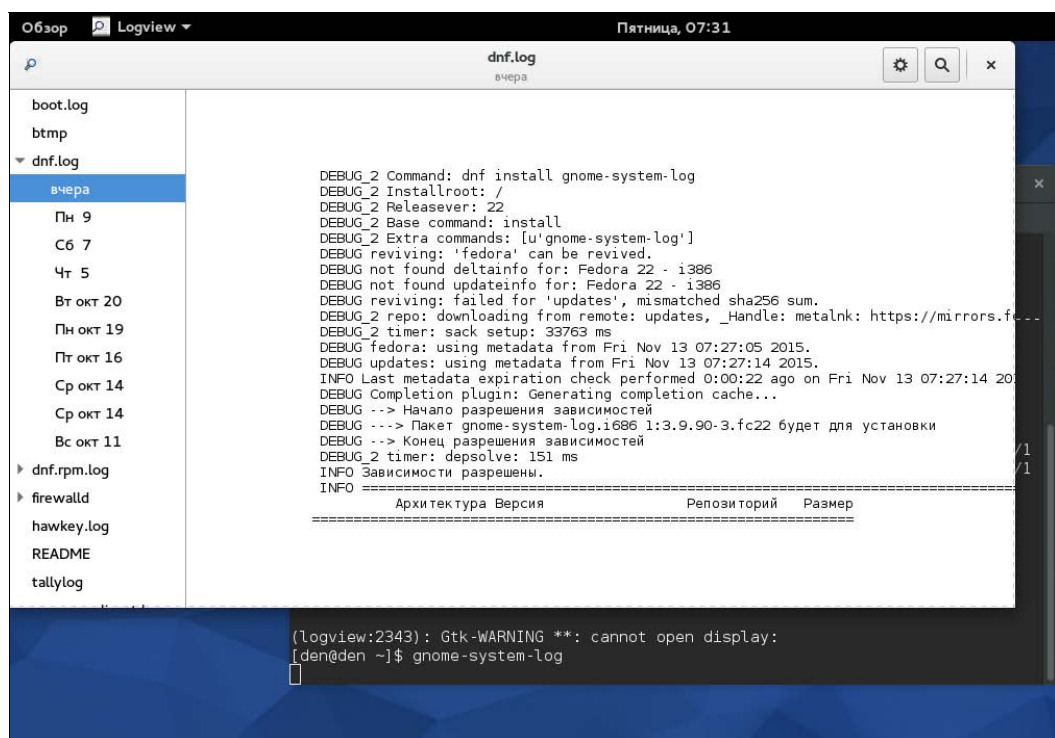 Обзор Logview
Пятница, 07:31
dnf.log
вчера
boot.log
btmp
dnf.log
вчера
Пн 9
Сб 7
Чт 5
Вт окт 20
Пн окт 19
Пт окт 16
Ср окт 14
Ср окт 14
Вс окт 11
dnf.rpm.log
firewalld
hawkey.log
README
tallylog
DEBUG_2 Command: dnf install gnome-system-log
DEBUG_2 Installroot: /
DEBUG_2 Releasever: 22
DEBUG_2 Base command: install
DEBUG_2 Extra commands: [u'gnome-system-log']
DEBUG reviving: 'fedora' can be revived.
DEBUG not found deltainfo for: Fedora 22 - i386
DEBUG not found updateinfo for: Fedora 22 - i386
DEBUG reviving: failed for 'updates', mismatched sha256 sum.
DEBUG_2 repo: downloading from remote: updates, _Handle: metalnk: https://mirrors.f
DEBUG_2 timer: sack setup: 33763 ms
DEBUG fedora: using metadata from Fri Nov 13 07:27:05 2015.
DEBUG updates: using metadata from Fri Nov 13 07:27:14 2015.
INFO Last metadata expiration check performed 0:00:22 ago on Fri Nov 13 07:27:14 20
DEBUG Completion plugin: Generating completion cache...
DEBUG --> Начало разрешения зависимостей
DEBUG ---> Пакет gnome-system-log.i686 1:3.9.90-3.fc22 будет для установки
DEBUG --> Конец разрешения зависимостей
DEBUG_2 timer: depsolve: 151 ms
INFO Зависимости разрешены.
INFO ================================================================================
Архитектура Версия Репозиторий Размер
==================================================================
/1
/1
(logview:2343): Gtk-WARNING **: cannot open display:
[den@den ~]$ gnome-system-log